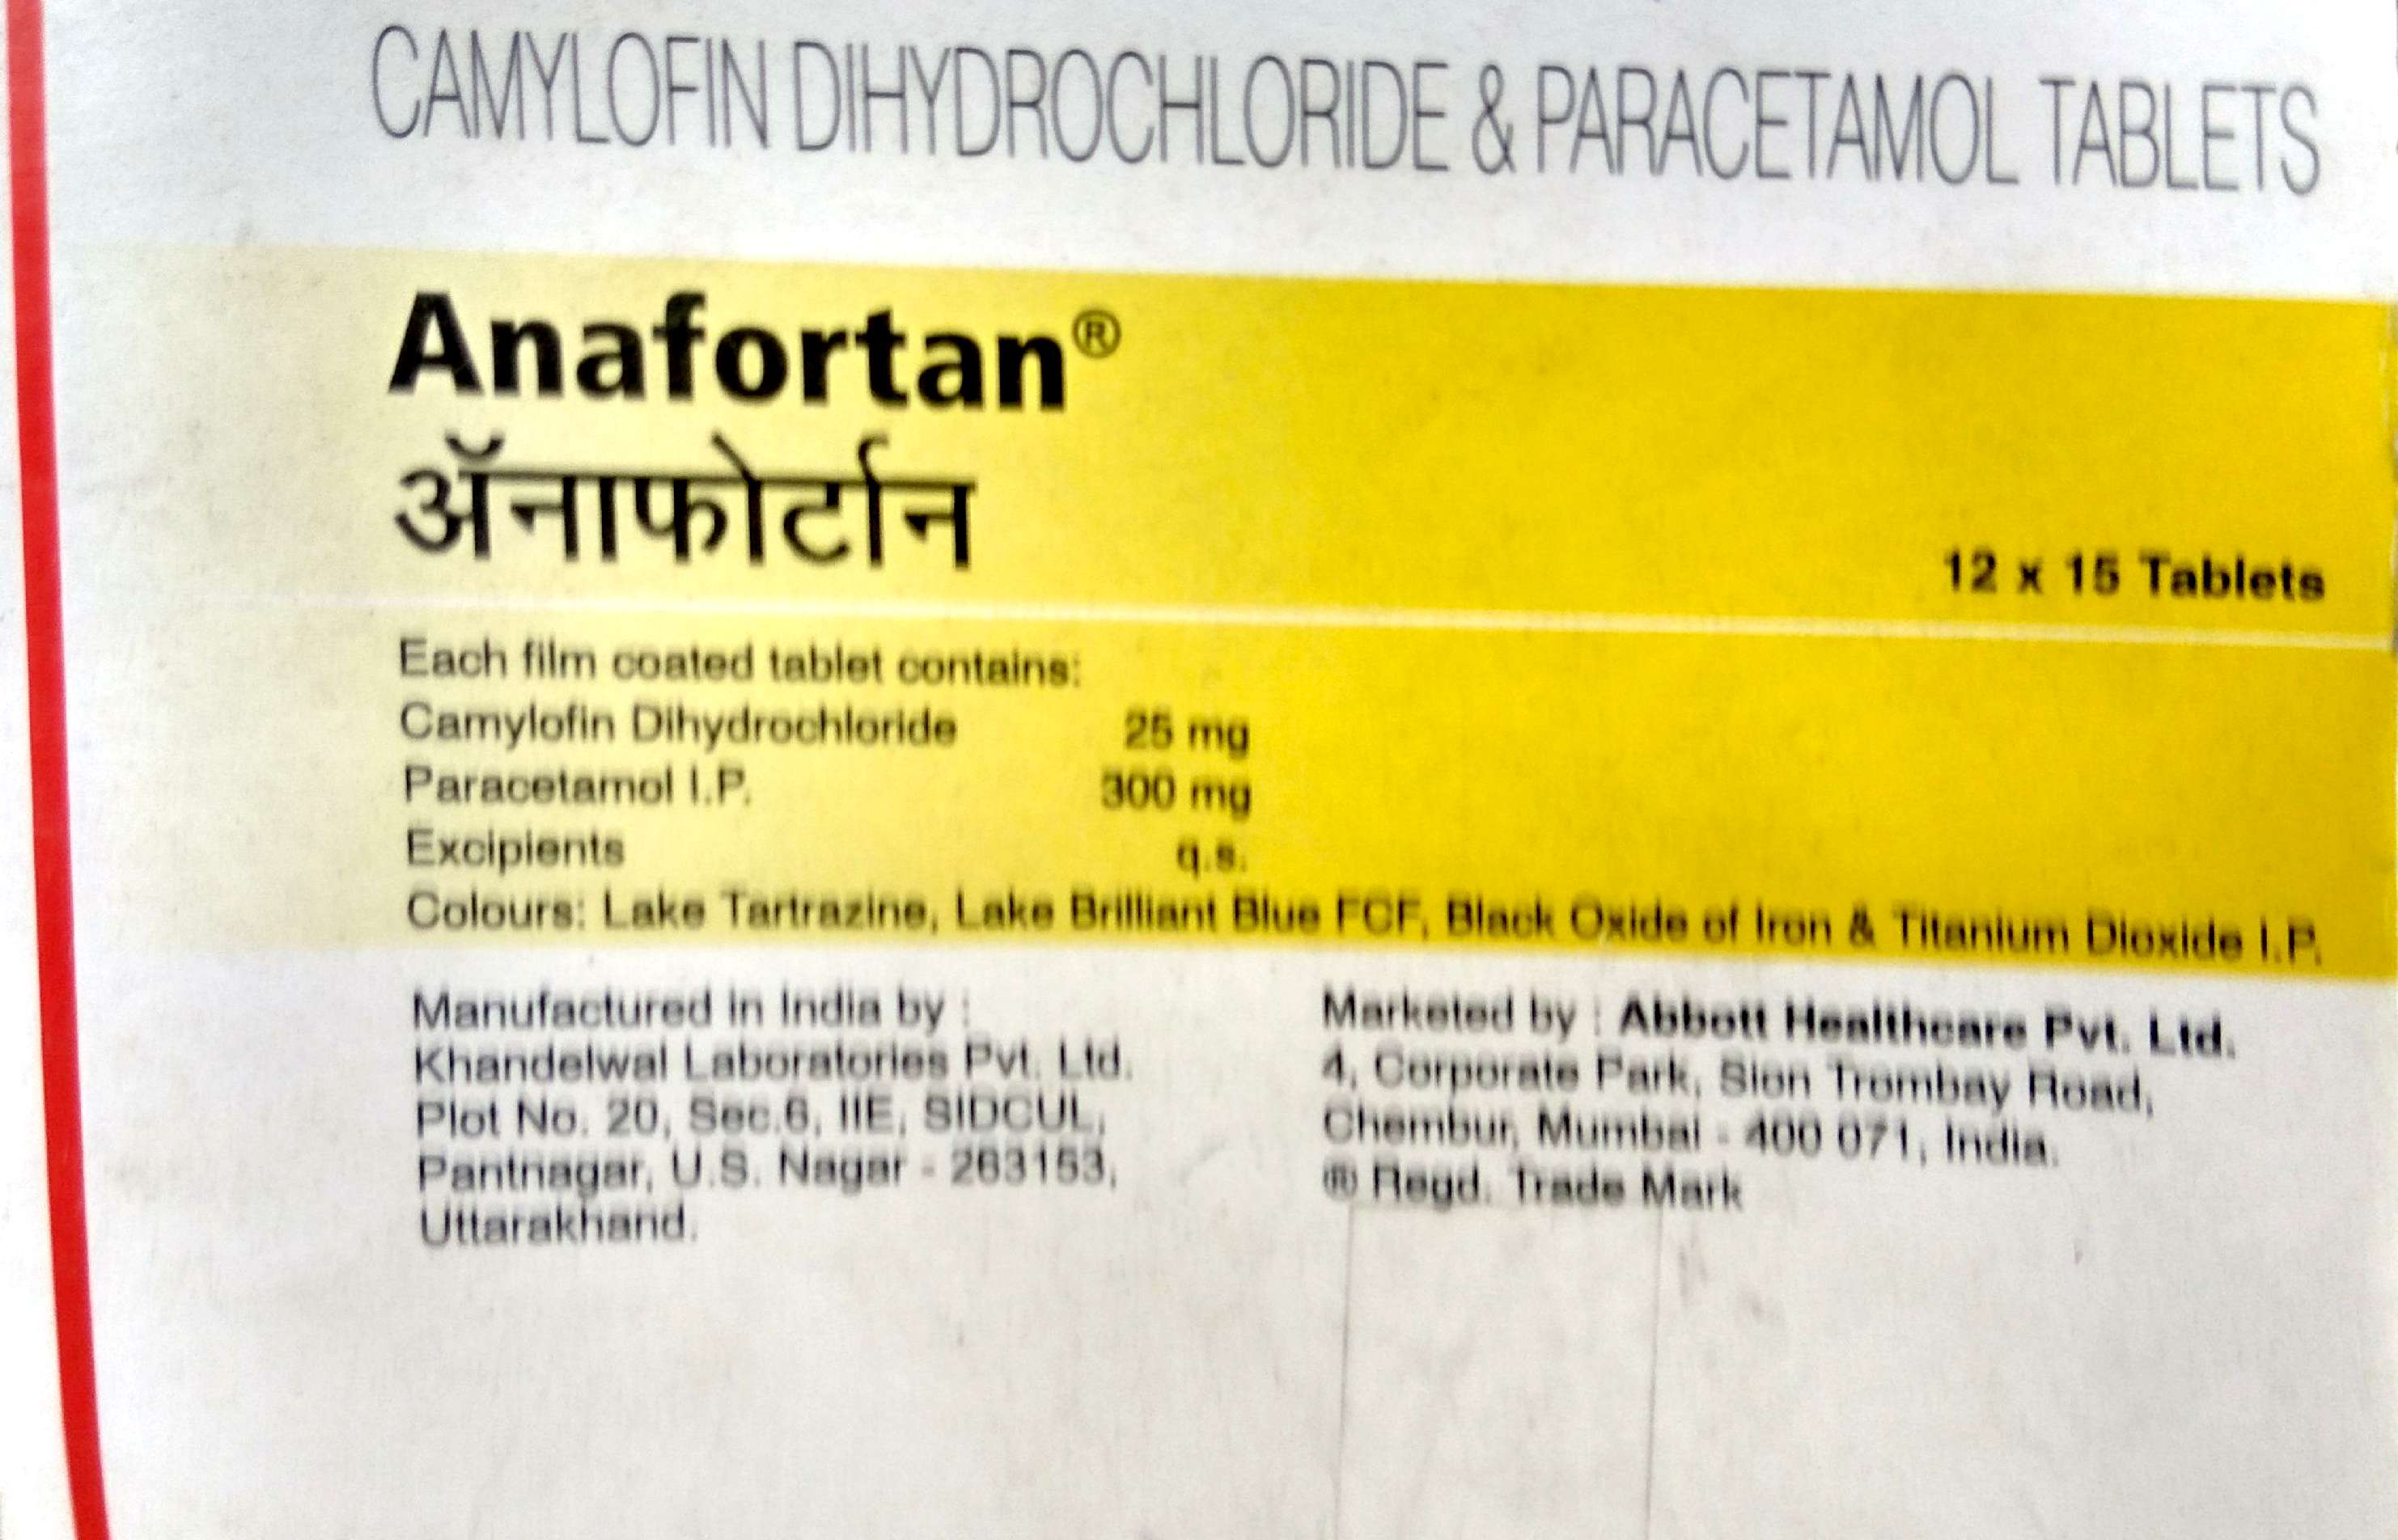 CAMYLOFIN DIHYDROCHLORIDE & PARACETAMOL TABLETS
Anafortan®
ॲनाफोर्टान
12 x 15 Tablets
Each film coated tablet contains:
Camylofin Dihydrochloride 25 mg
Paracetamol I.P. 300 mg
Excipients q.s.
Colours: Lake Tartrazine, Lake Brilliant Blue FCF, Black Oxide of Iron & Titanium Dioxide I.P.
Manufactured in India by :
Khandelwal Laboratories Pvt. Ltd.
Plot No. 20, Sec.6, IIE, SIDCUL,
Pantnagar, U.S. Nagar - 263153,
Uttarakhand.
Marketed by : Abbott Healthcare Pvt. Ltd.
4, Corporate Park, Sion Trombay Road,
Chembur, Mumbai - 400 071, India.
® Regd. Trade Mark